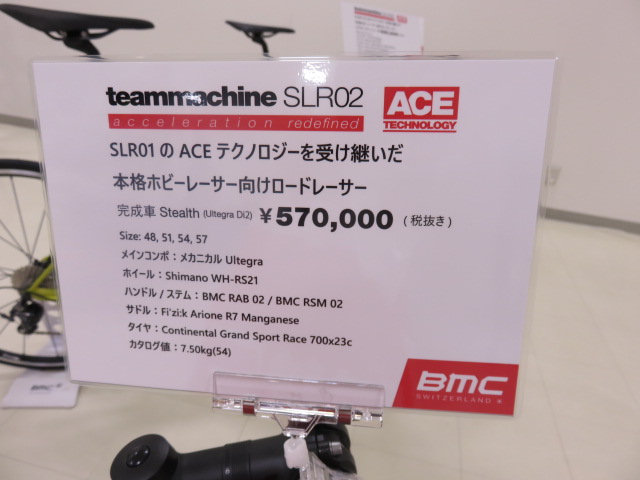 teammachine SLR02
acceleration redefined
ACE
TECHNOLOGY
SLR01 の ACE テクノロジーを受け継いだ
本格ホビーレーサー向けロードレーサー
完成車 Stealth (Ultegra Di2) ¥570,000 (税抜き)
Size: 48, 51, 54, 57
メインコンポ：メカニカル Ultegra
ホイール：Shimano WH-RS21
ハンドル / ステム：BMC RAB 02 / BMC RSM 02
サドル：Fi'zi:k Arione R7 Manganese
タイヤ：Continental Grand Sport Race 700x23c
カタログ値：7.50kg(54)
BMC
SWITZERLAND
BMC